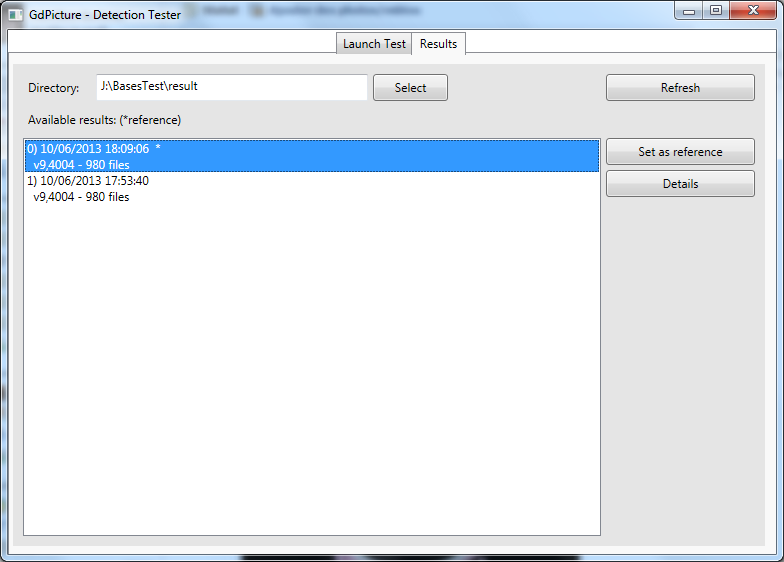 GdPicture - Detection Tester
Launch Test
Results
Directory:
J:\BasesTest\result
Select
Refresh
Available results: (*reference)
0) 10/06/2013 18:09:06  *
v9,4004 - 980 files
Set as reference
1) 10/06/2013 17:53:40
v9,4004 - 980 files
Details